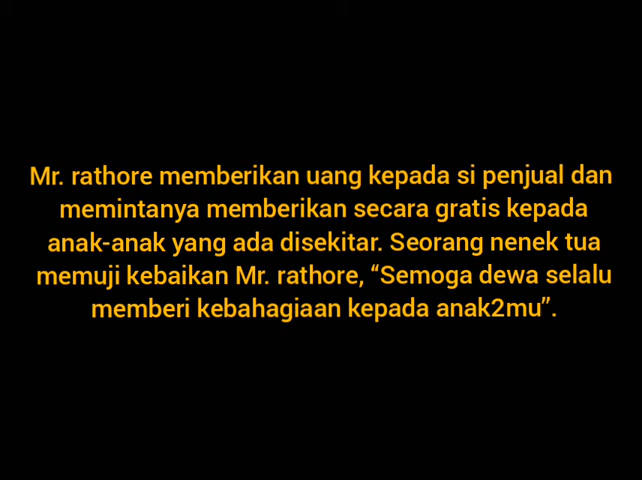 Mr. rathore memberikan uang kepada si penjual dan
memintanya memberikan secara gratis kepada
anak-anak yang ada disekitar. Seorang nenek tua
memuji kebaikan Mr. rathore, “Semoga dewa selalu
memberi kebahagiaan kepada anak2mu”.